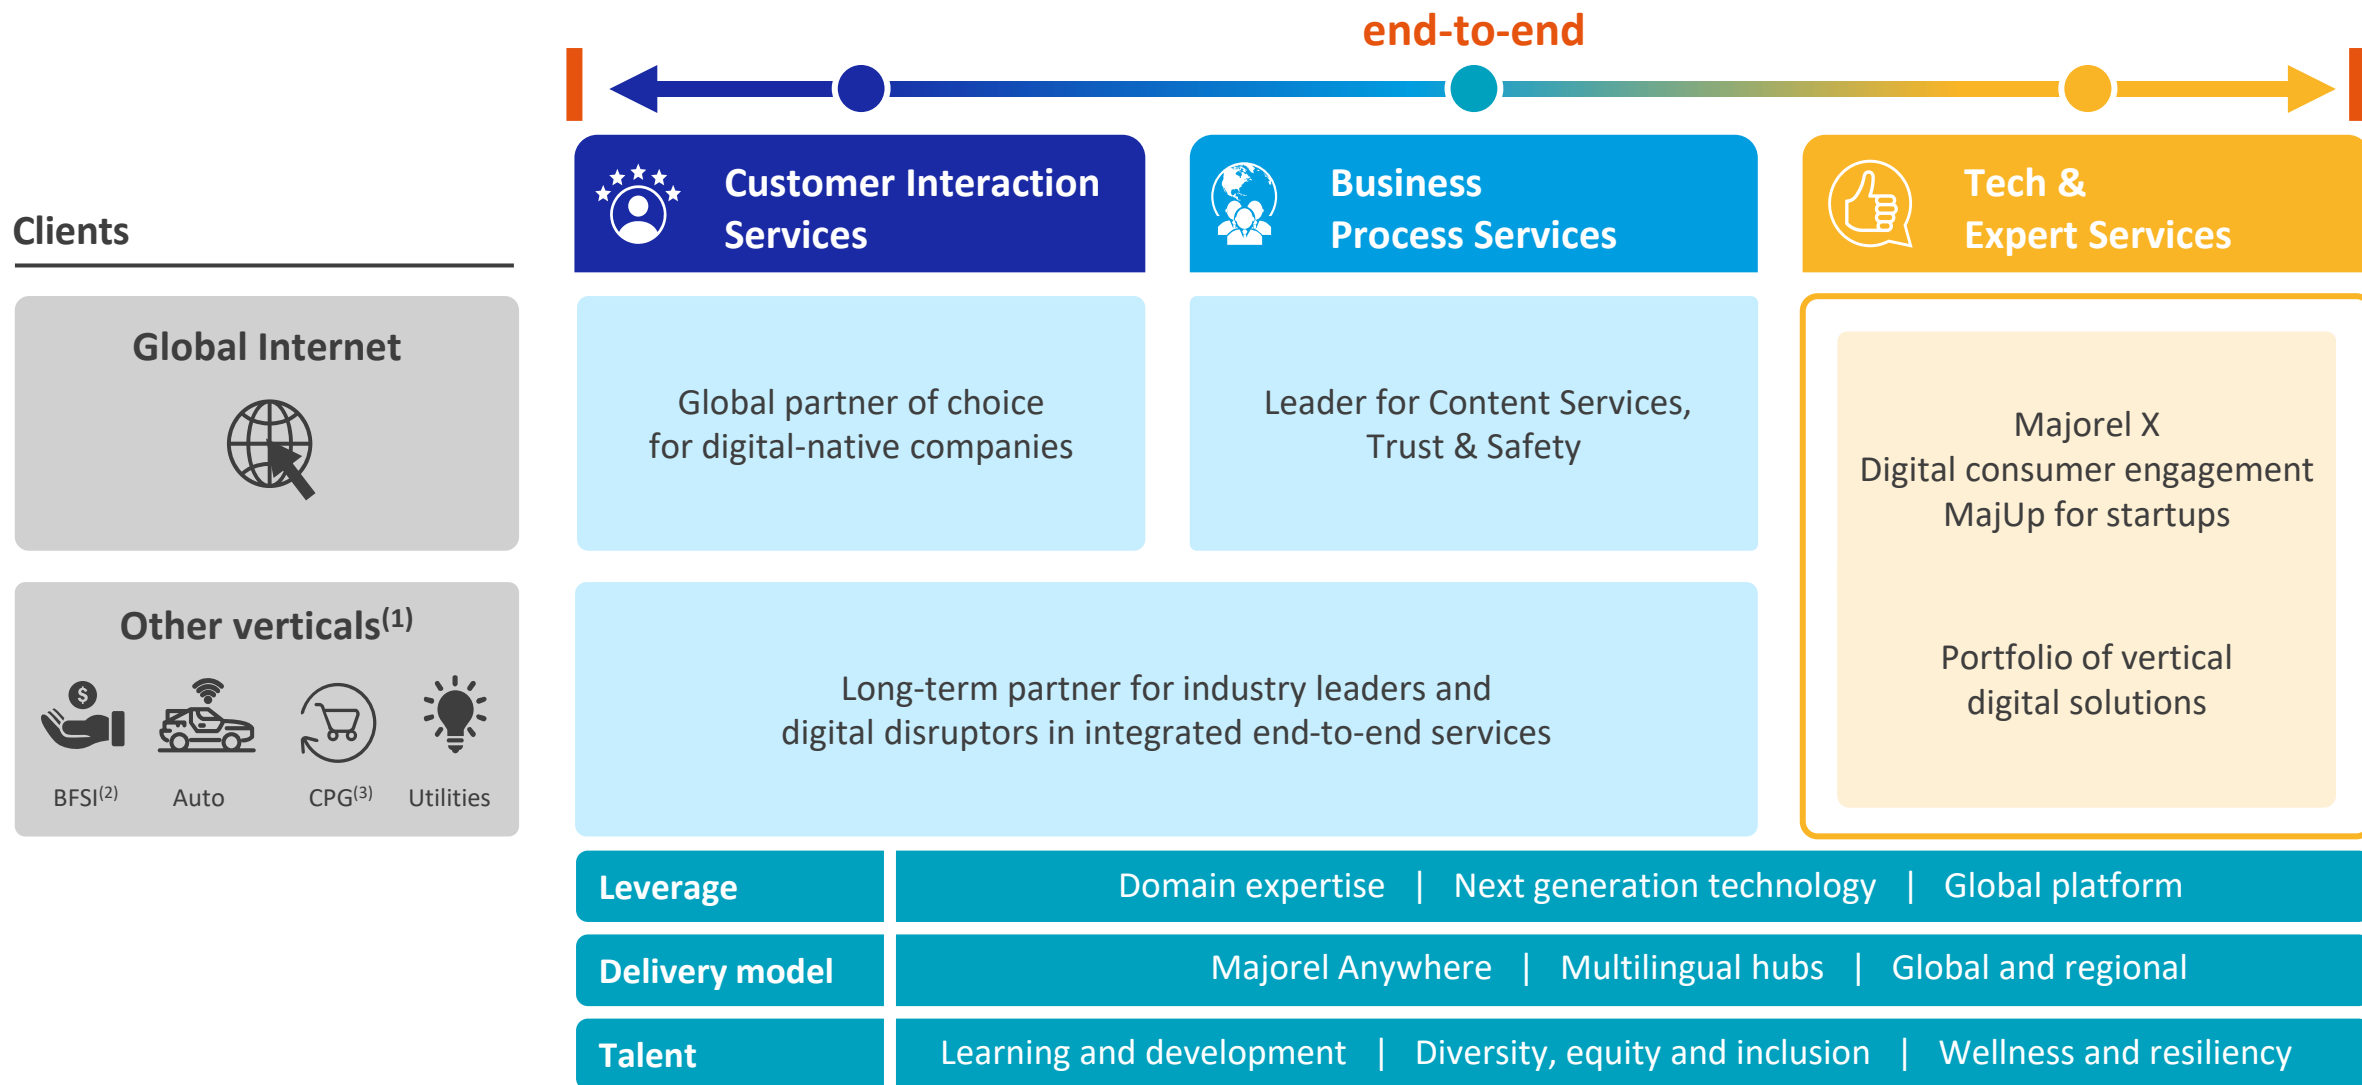 end-to-end
Customer Interaction
Services
Business
Process Services
Tech &
Expert Services
Clients
Global Internet
Global partner of choice
for digital-native companies
Leader for Content Services,
Trust & Safety
Majorel X
Digital consumer engagement
MajUp for startups
Other verticals(1)
BFSI(2)
Auto
CPG(3)
Utilities
Long-term partner for industry leaders and
digital disruptors in integrated end-to-end services
Portfolio of vertical
digital solutions
Leverage
Domain expertise | Next generation technology | Global platform
Delivery model
Majorel Anywhere | Multilingual hubs | Global and regional
Talent
Learning and development | Diversity, equity and inclusion | Wellness and resiliency